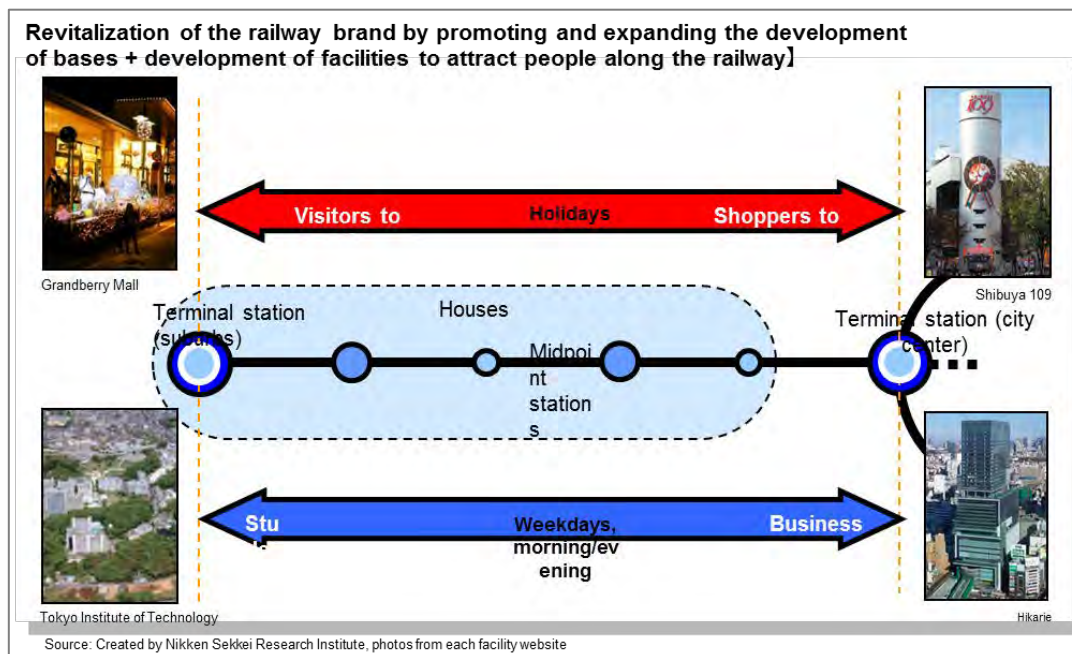 Revitalization of the railway brand by promoting and expanding the development
of bases + development of facilities to attract people along the railway】
109
Visitors to
Holidays
Shoppers to
Grandberry Mall
Shibuya 109
Terminal station
(suburbs)
Houses
Terminal station (city
center)
Midpoi
nt
station
s
Stu
Weekdays,
morning/ev
ening
Business
Tokyo Institute of Technology
Hikarie
Source: Created by Nikken Sekkei Research Institute, photos from each facility website